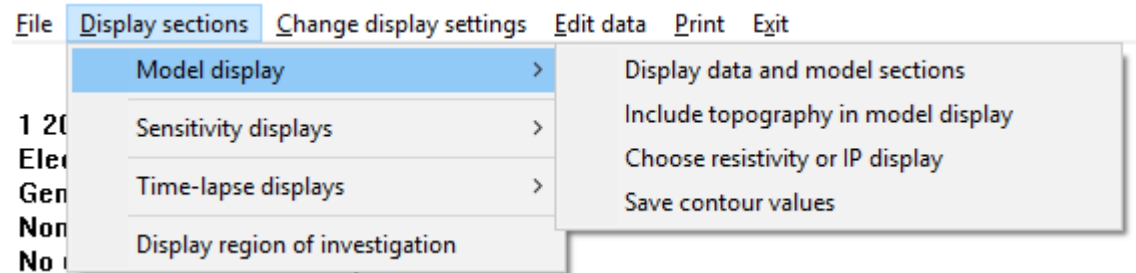 File Display sections Change display settings Edit data Print Exit
Model display >
Sensitivity displays >
Time-lapse displays >
Display region of investigation
Display data and model sections
Include topography in model display
Choose resistivity or IP display
Save contour values
1
No